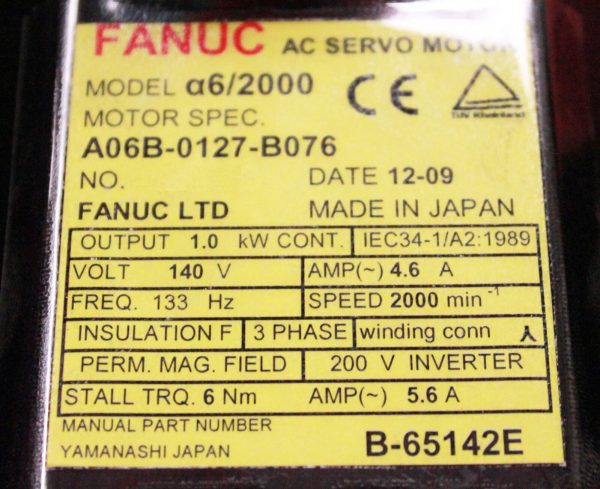 FANUC AC SERVO MOTOR
MODEL α6/2000
CE
TÜV Rheinland
MOTOR SPEC.
A06B-0127-B076
NO. DATE 12-09
FANUC LTD MADE IN JAPAN
OUTPUT 1.0 kW CONT. IEC34-1/A2:1989
VOLT 140 V AMP(~) 4.6 A
FREQ. 133 Hz SPEED 2000 min⁻¹
INSULATION F 3 PHASE winding conn
PERM. MAG. FIELD 200 V INVERTER
STALL TRQ. 6 Nm AMP(~) 5.6 A
MANUAL PART NUMBER
YAMANASHI JAPAN B-65142E